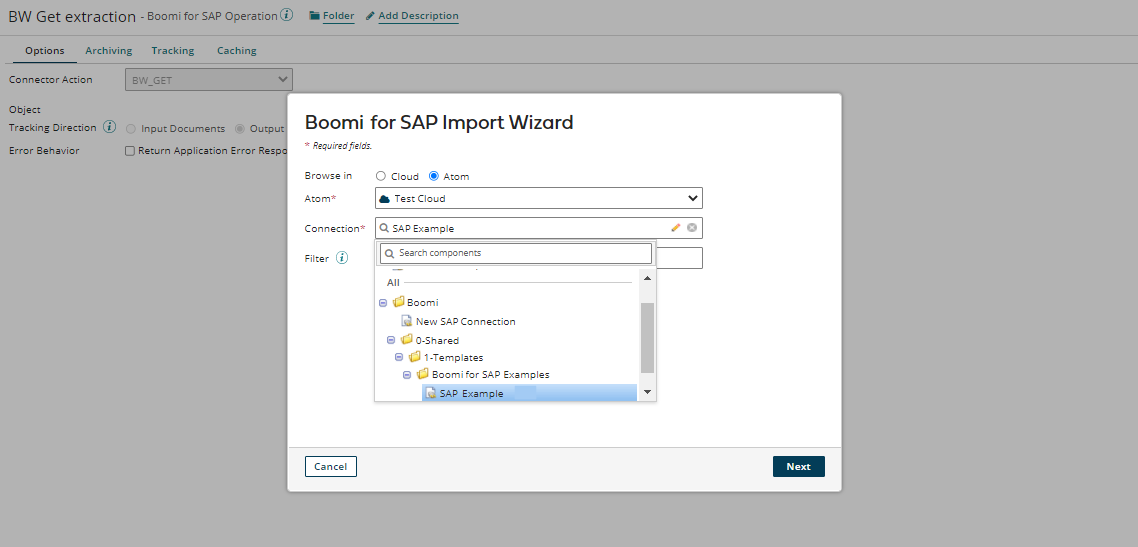 BW Get extraction - Boomi for SAP Operation i Folder Add Description
Options Archiving Tracking Caching
Connector Action BW_GET
Object
Tracking Direction i Input Documents Output
Error Behavior Return Application Error Respo
Boomi for SAP Import Wizard
* Required fields.
Browse in Cloud Atom
Atom* Test Cloud
Connection* SAP Example
Filter i
Search components
All
Boomi
New SAP Connection
0-Shared
1-Templates
Boomi for SAP Examples
SAP Example
Cancel Next